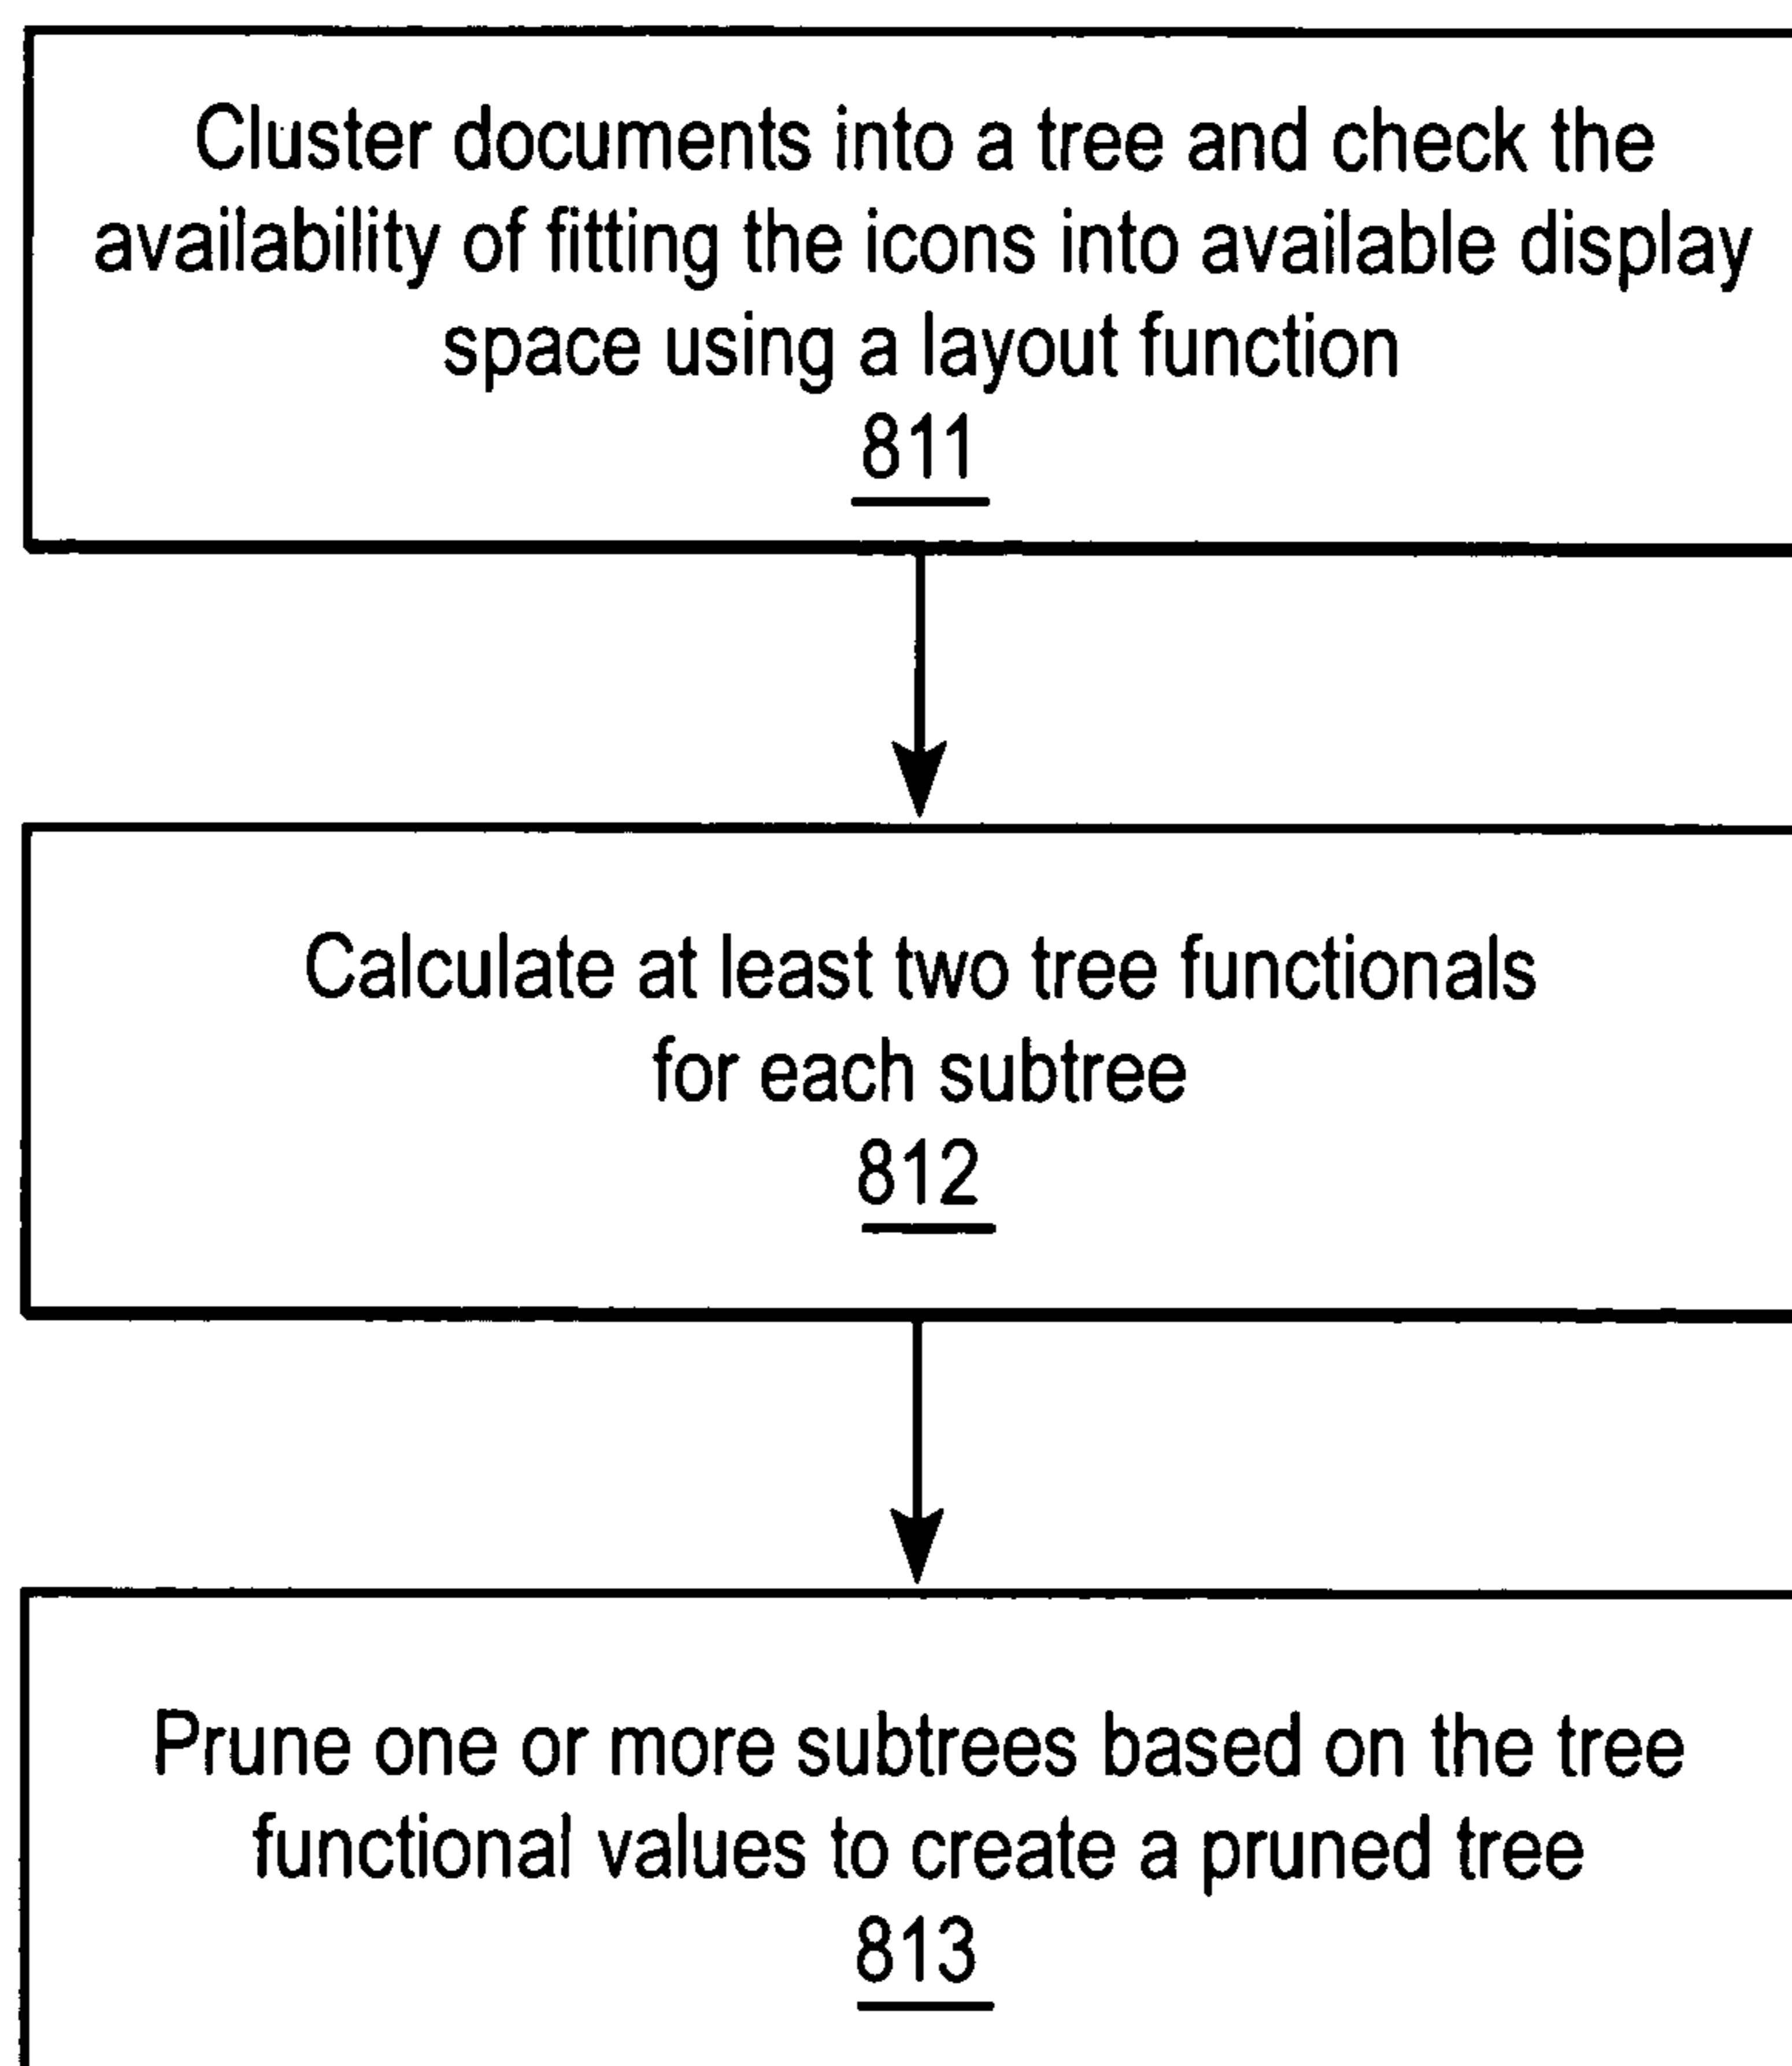 Cluster documents into a tree and check the
availability of fitting the icons into available display
space using a layout function
811
Calculate at least two tree functionals
for each subtree
812
Prune one or more subtrees based on the tree
functional values to create a pruned tree
813